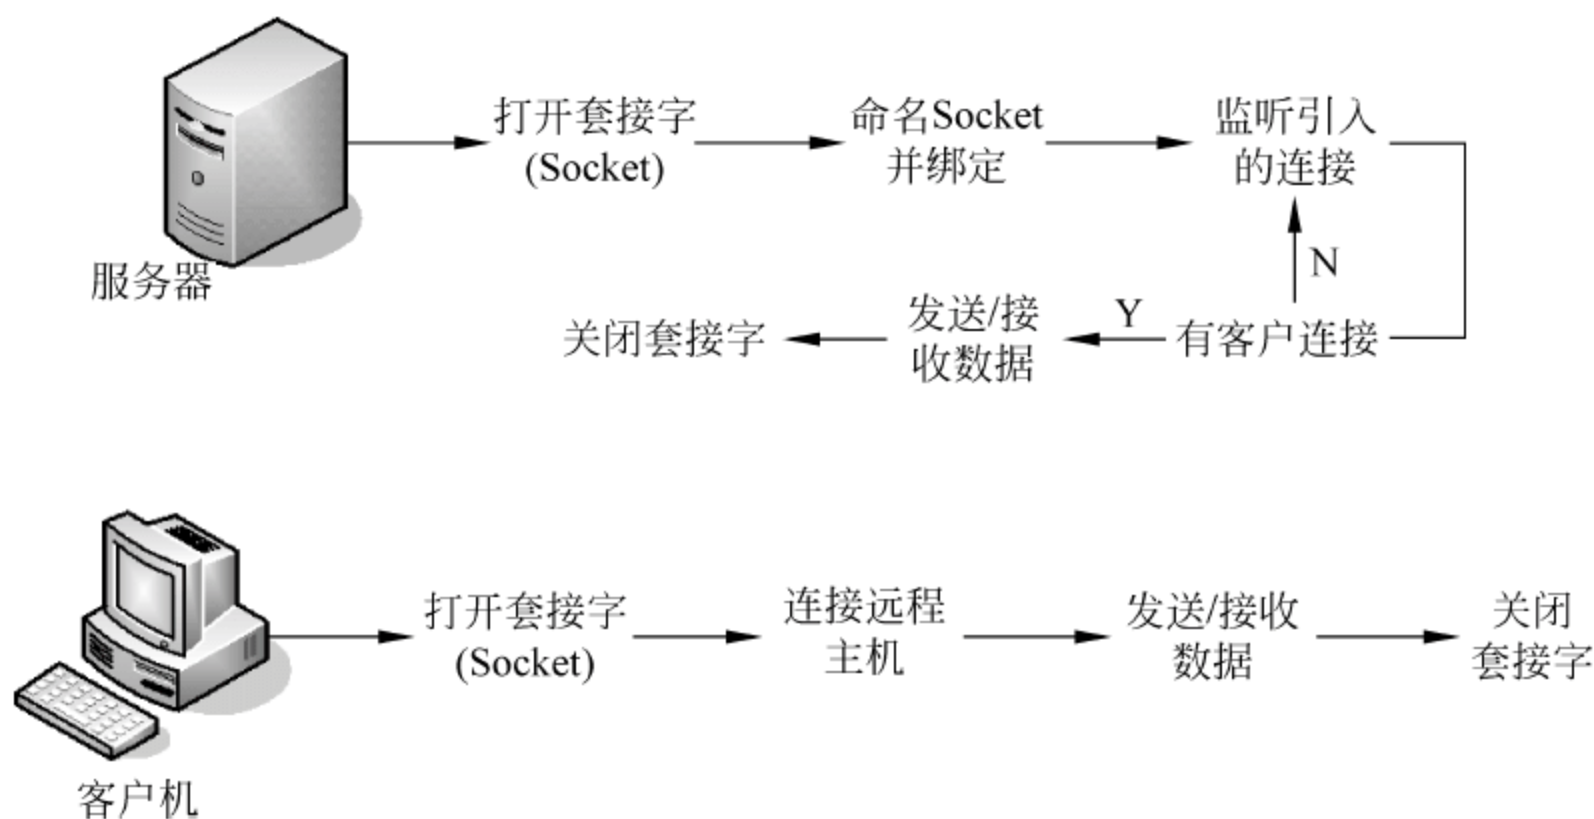 打开套接字
(Socket)
命名Socket
并绑定
监听引入
的连接
服务器
N
关闭套接字
发送/接
收数据
Y
有客户连接
打开套接字
(Socket)
连接远程
主机
发送/接收
数据
关闭
套接字
客户机